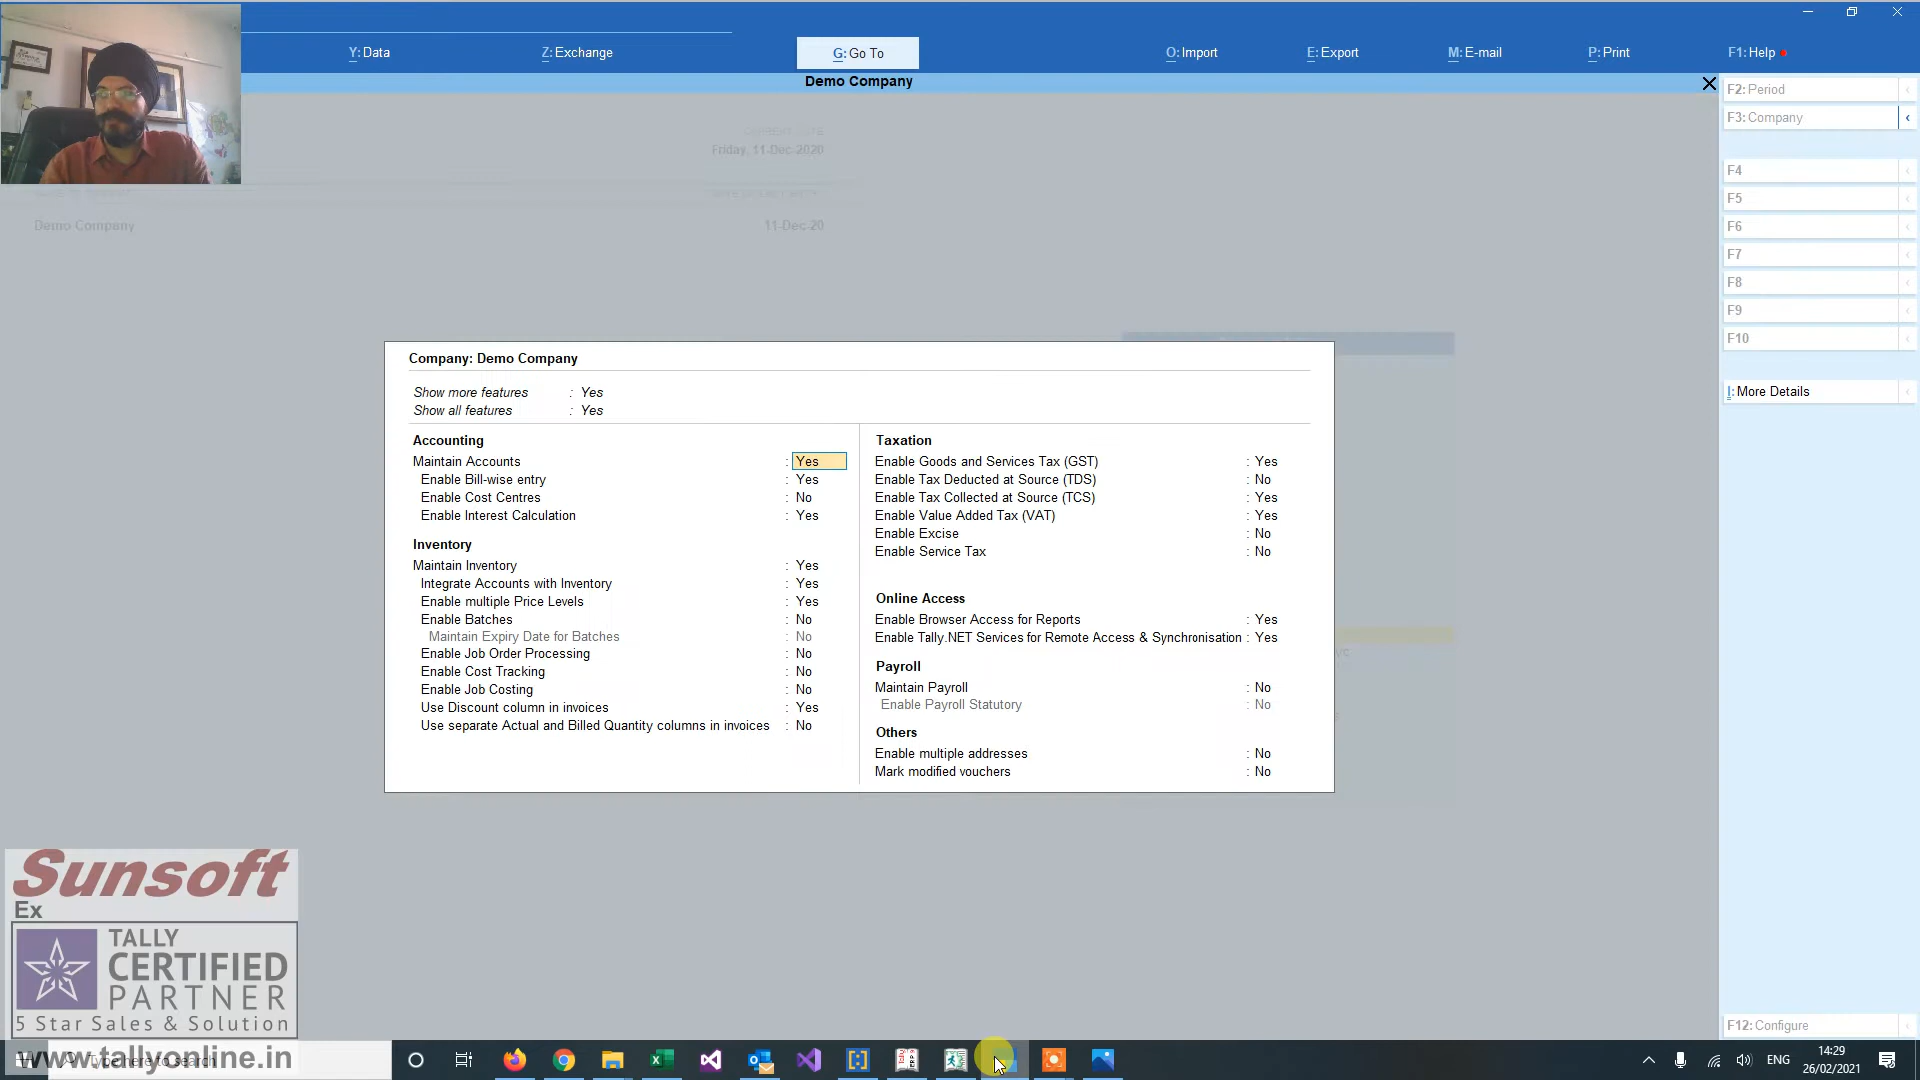 Y: Data
Z: Exchange
G: Go To
O: Import
E: Export
M: E-mail
P: Print
F1: Help
Demo Company
F2: Period
F3: Company
F4
F5
F6
F7
F8
F9
F10
I: More Details
F12: Configure
CURRENT DATE
Friday, 11-Dec-2020
Demo Company
11-Dec-20
Company: Demo Company
Show more features : Yes
Show all features : Yes
Accounting
Maintain Accounts : Yes
Enable Bill-wise entry : Yes
Enable Cost Centres : No
Enable Interest Calculation : Yes
Inventory
Maintain Inventory : Yes
Integrate Accounts with Inventory : Yes
Enable multiple Price Levels : Yes
Enable Batches : No
Maintain Expiry Date for Batches : No
Enable Job Order Processing : No
Enable Cost Tracking : No
Enable Job Costing : No
Use Discount column in invoices : Yes
Use separate Actual and Billed Quantity columns in invoices : No
Taxation
Enable Goods and Services Tax (GST) : Yes
Enable Tax Deducted at Source (TDS) : No
Enable Tax Collected at Source (TCS) : Yes
Enable Value Added Tax (VAT) : Yes
Enable Excise : No
Enable Service Tax : No
Online Access
Enable Browser Access for Reports : Yes
Enable Tally.NET Services for Remote Access & Synchronisation : Yes
Payroll
Maintain Payroll : No
Enable Payroll Statutory : No
Others
Enable multiple addresses : No
Mark modified vouchers : No
Sunsoft
Ex
TALLY
CERTIFIED
PARTNER
5 Star Sales & Solution
www.tallyonline.in
Type here to search
ENG
14:29
26/02/2021